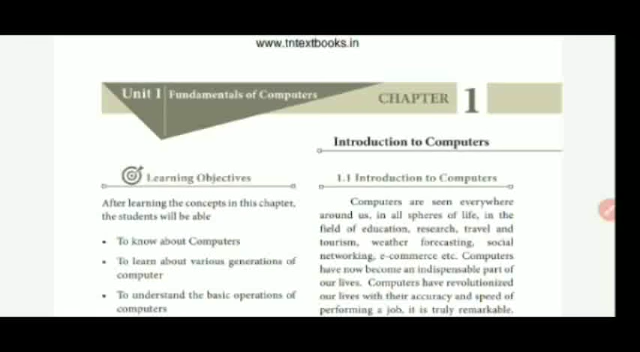 www.tntextbooks.in
Unit I Fundamentals of Computers
CHAPTER 1
Introduction to Computers
Learning Objectives
After learning the concepts in this chapter,
the students will be able
• To know about Computers
• To learn about various generations of
computer
• To understand the basic operations of
computers
1.1 Introduction to Computers
Computers are seen everywhere
around us, in all spheres of life, in the
field of education, research, travel and
tourism, weather forecasting, social
networking, e-commerce etc. Computers
have now become an indispensable part of
our lives. Computers have revolutionized
our lives with their accuracy and speed of
performing a job, it is truly remarkable.